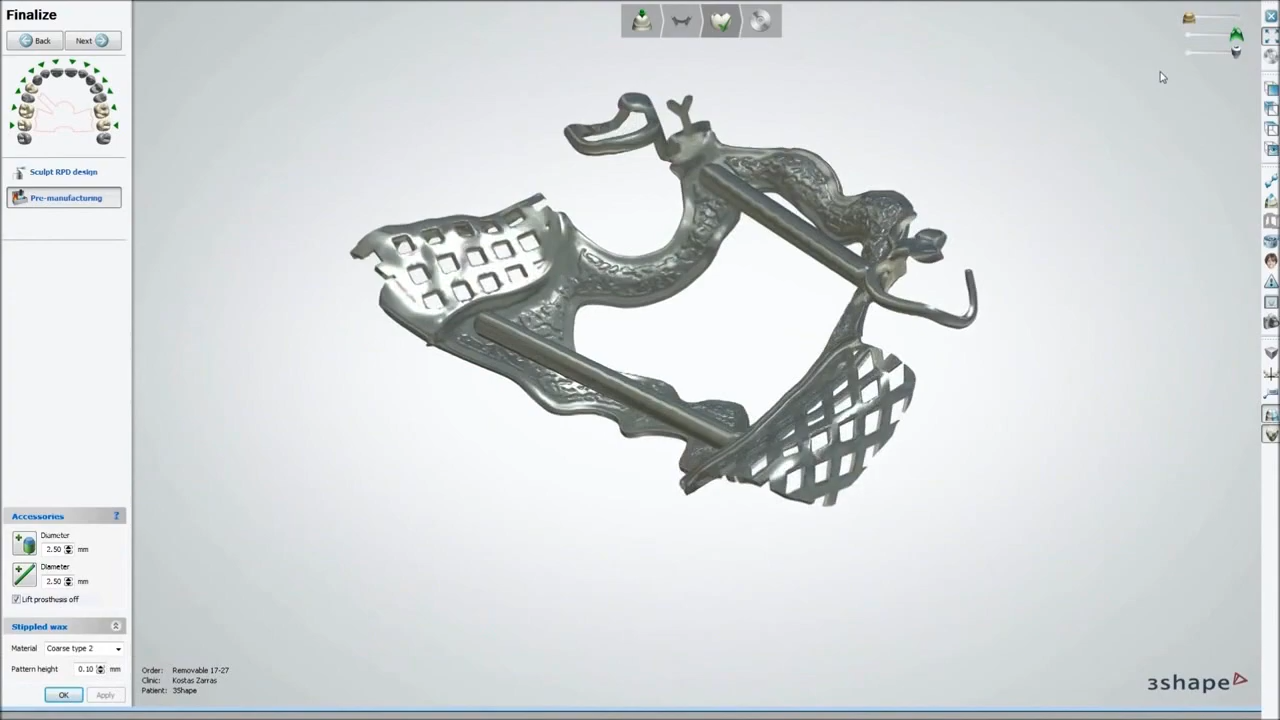 Finalize
Back
Next
Sculpt RPD design
Pre-manufacturing
Accessories ?
Diameter
2.50 mm
Diameter
2.50 mm
Lift prosthesis off
Stippled wax
Material Coarse type 2
Pattern height 0.10 mm
OK
Apply
Order: Removable 17-27
Clinic: Kostas Zarras
Patient: 3Shape
3shape